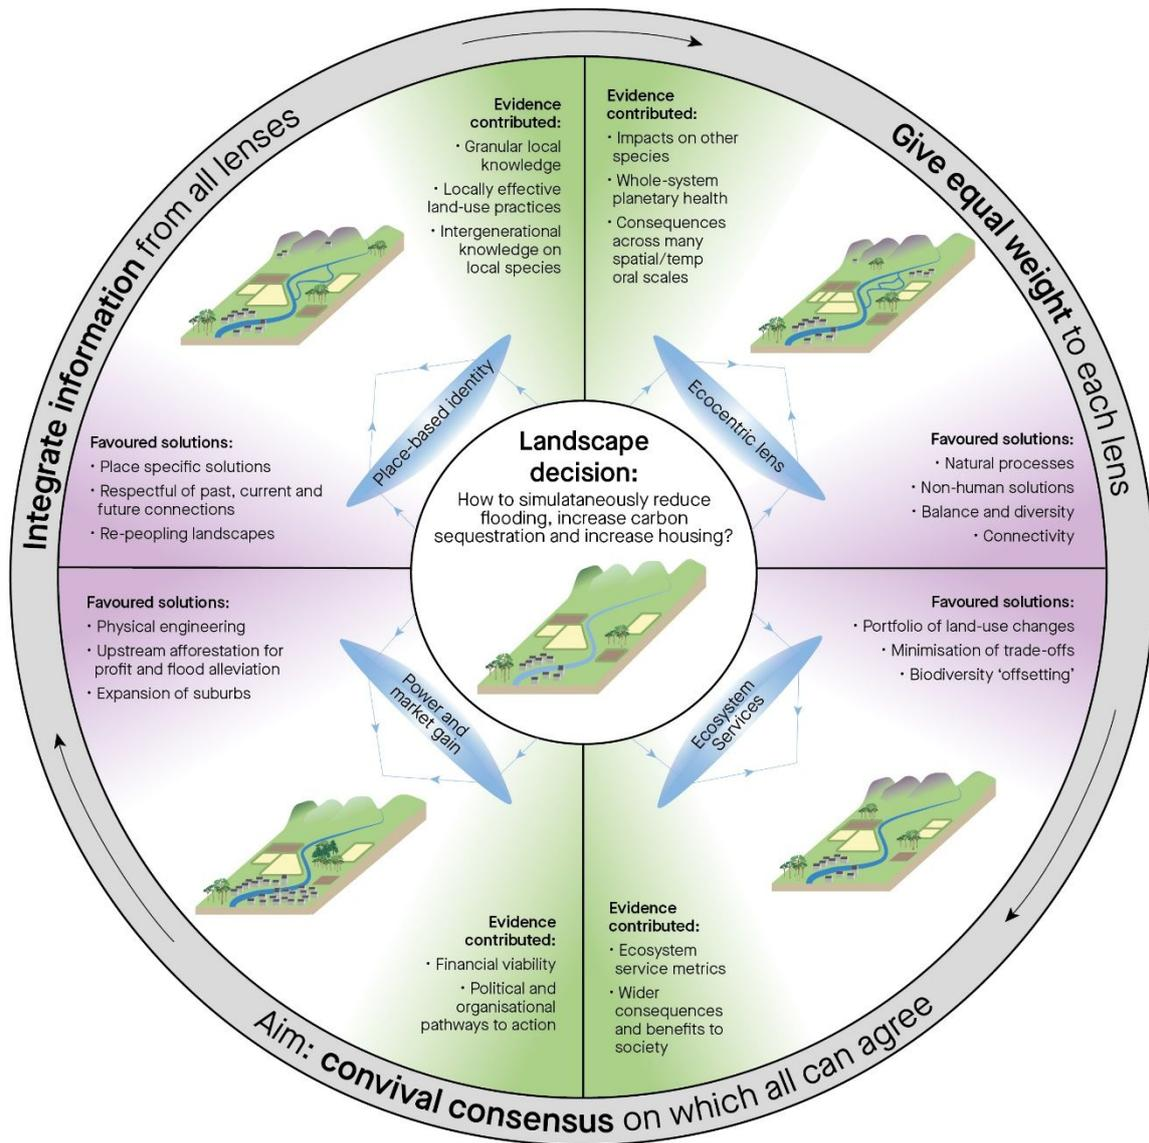 Integrate information from all lenses
Give equal weight to each lens
Aim: convival consensus on which all can agree
Evidence
contributed:
· Granular local
knowledge
· Locally effective
land-use practices
· Intergenerational
knowledge on
local species
Evidence
contributed:
· Impacts on other
species
· Whole-system
planetary health
· Consequences
across many
spatial/temp
oral scales
Place-based identity
Ecocentric lens
Favoured solutions:
· Place specific solutions
· Respectful of past, current and
future connections
· Re-peopling landscapes
Landscape
decision:
How to simulataneously reduce
flooding, increase carbon
sequestration and increase housing?
Favoured solutions:
· Natural processes
· Non-human solutions
· Balance and diversity
· Connectivity
Favoured solutions:
· Physical engineering
· Upstream afforestation for
profit and flood alleviation
· Expansion of suburbs
Favoured solutions:
· Portfolio of land-use changes
· Minimisation of trade-offs
· Biodiversity ‘offsetting’
Power and
market gain
Ecosystem
Services
Evidence
contributed:
· Financial viability
· Political and
organisational
pathways to action
Evidence
contributed:
· Ecosystem
service metrics
· Wider
consequences
and benefits to
society